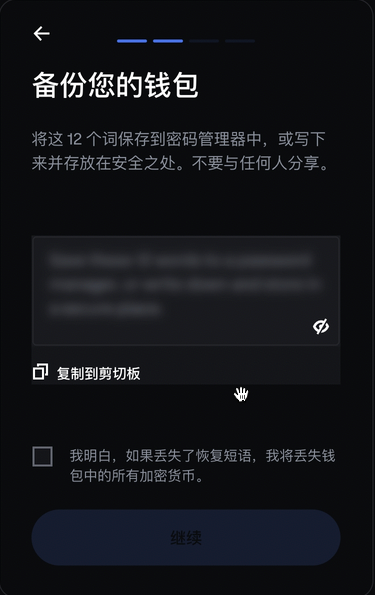 备份您的钱包
将这 12 个词保存到密码管理器中，或写下
来并存放在安全之处。不要与任何人分享。
复制到剪切板
我明白，如果丢失了恢复短语，我将丢失钱
包中的所有加密货币。
继续